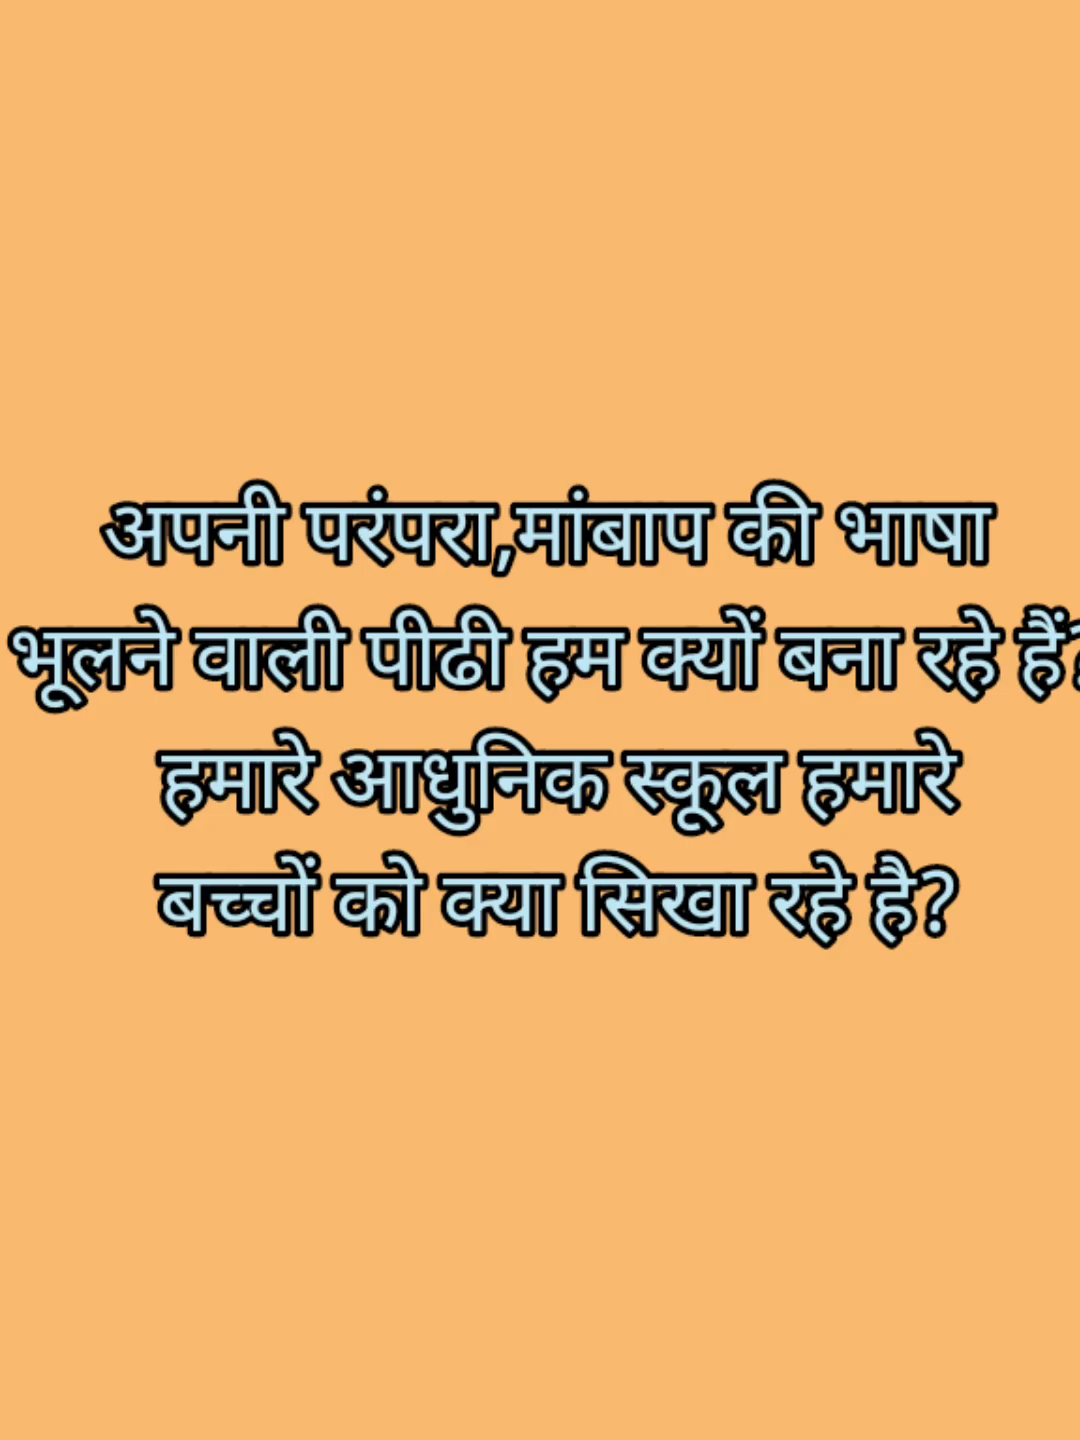 अपनी परंपरा,मांबाप की भाषा
भूलने वाली पीढी हम क्यों बना रहे हैं?
हमारे आधुनिक स्कूल हमारे
बच्चों को क्या सिखा रहे है?